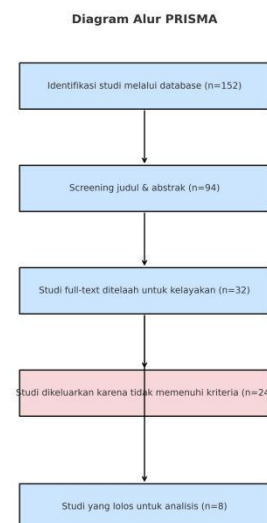 Diagram Alur PRISMA
Identifikasi studi melalui database (n=152)
Screening judul & abstrak (n=94)
Studi full-text ditelaah untuk kelayakan (n=32)
Studi dikeluarkan karena tidak memenuhi kriteria (n=24
Studi yang lolos untuk analisis (n=8)